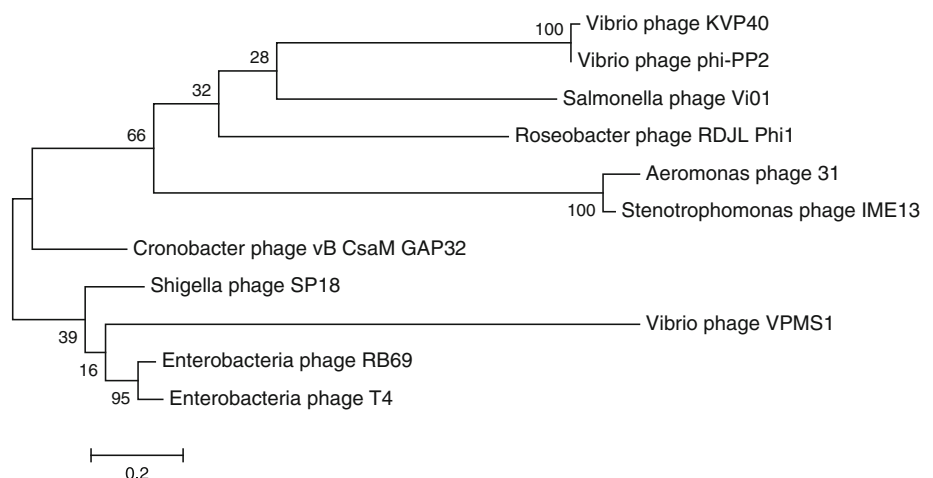 100
Vibrio phage KVP40
Vibrio phage phi-PP2
28
Salmonella phage Vi01
32
Roseobacter phage RDJL Phi1
66
Aeromonas phage 31
100
Stenotrophomonas phage IME13
Cronobacter phage vB CsaM GAP32
Shigella phage SP18
39
Vibrio phage VPMS1
16
Enterobacteria phage RB69
95
Enterobacteria phage T4
0.2